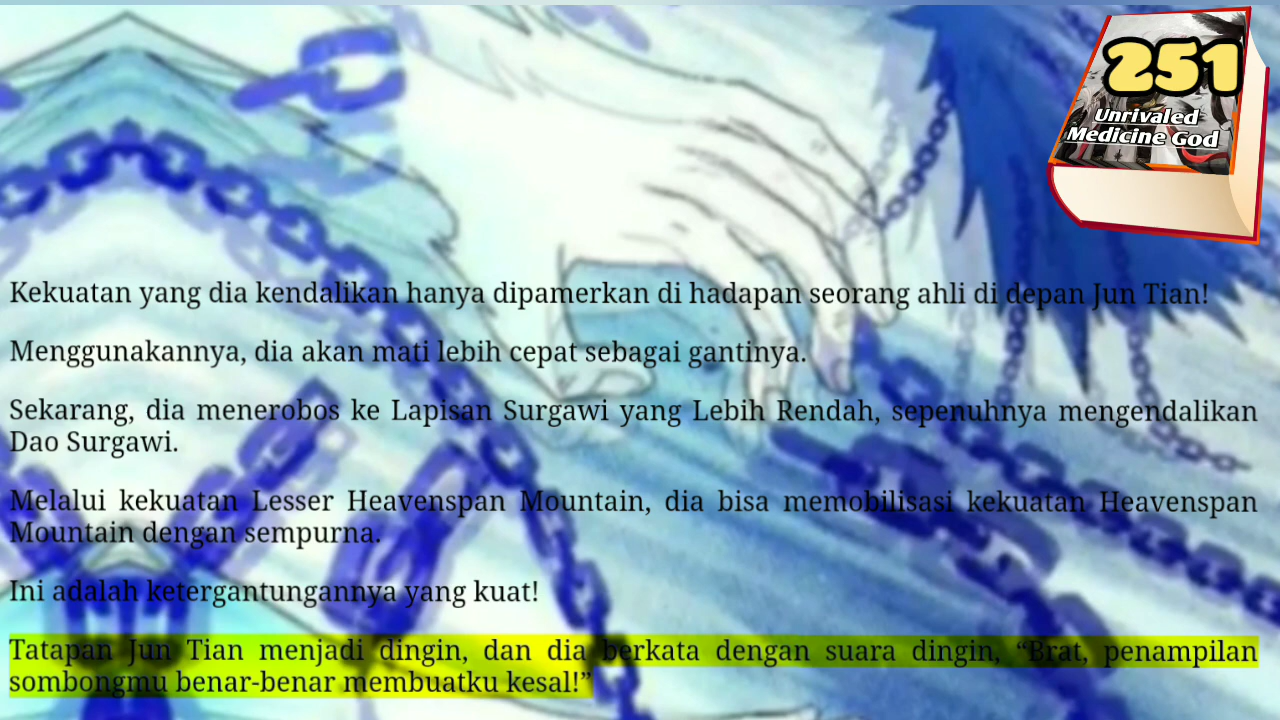 251
Unrivaled
Medicine God
Kekuatan yang dia kendalikan hanya dipamerkan di hadapan seorang ahli di depan Jun Tian!
Menggunakannya, dia akan mati lebih cepat sebagai gantinya.
Sekarang, dia menerobos ke Lapisan Surgawi yang Lebih Rendah, sepenuhnya mengendalikan
Dao Surgawi.
Melalui kekuatan Lesser Heavenspan Mountain, dia bisa memobilisasi kekuatan Heavenspan
Mountain dengan sempurna.
Ini adalah ketergantungannya yang kuat!
Tatapan Jun Tian menjadi dingin, dan dia berkata dengan suara dingin, “Brat, penampilan
sombongmu benar-benar membuatku kesal!”